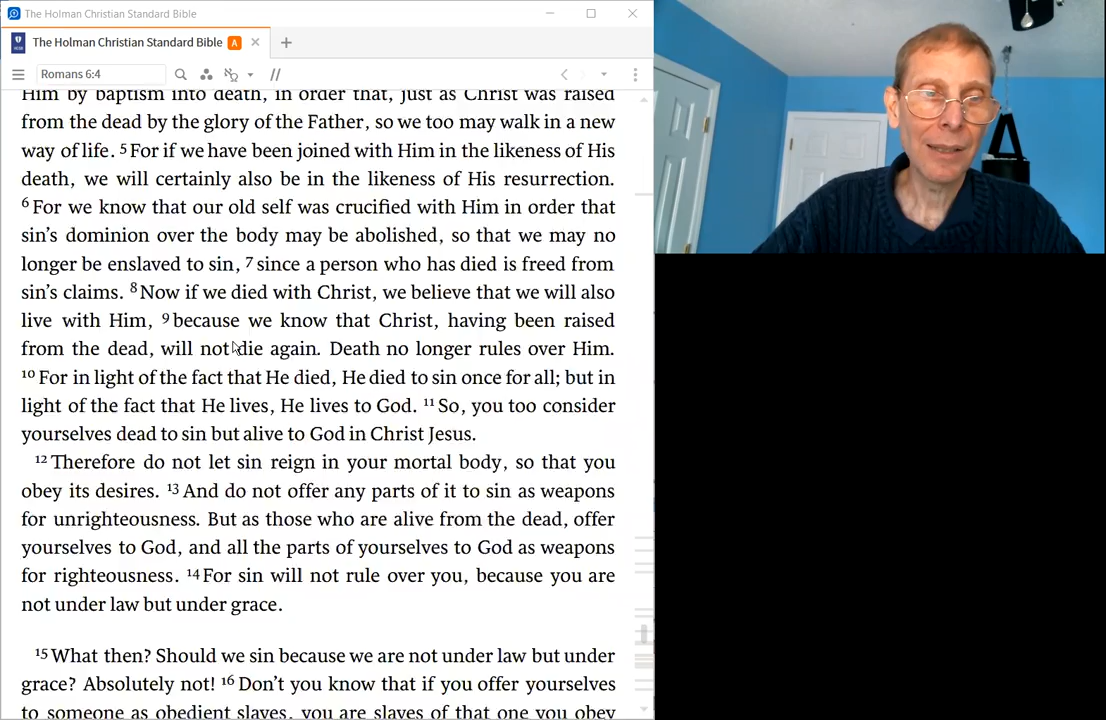 The Holman Christian Standard Bible
The Holman Christian Standard Bible A
Romans 6:4
Him by baptism into death, in order that, just as Christ was raised
from the dead by the glory of the Father, so we too may walk in a new
way of life. 5 For if we have been joined with Him in the likeness of His
death, we will certainly also be in the likeness of His resurrection.
6 For we know that our old self was crucified with Him in order that
sin’s dominion over the body may be abolished, so that we may no
longer be enslaved to sin, 7 since a person who has died is freed from
sin’s claims. 8 Now if we died with Christ, we believe that we will also
live with Him, 9 because we know that Christ, having been raised
from the dead, will not die again. Death no longer rules over Him.
10 For in light of the fact that He died, He died to sin once for all; but in
light of the fact that He lives, He lives to God. 11 So, you too consider
yourselves dead to sin but alive to God in Christ Jesus.
12 Therefore do not let sin reign in your mortal body, so that you
obey its desires. 13 And do not offer any parts of it to sin as weapons
for unrighteousness. But as those who are alive from the dead, offer
yourselves to God, and all the parts of yourselves to God as weapons
for righteousness. 14 For sin will not rule over you, because you are
not under law but under grace.
15 What then? Should we sin because we are not under law but under
grace? Absolutely not! 16 Don’t you know that if you offer yourselves
to someone as obedient slaves, you are slaves of that one you obey